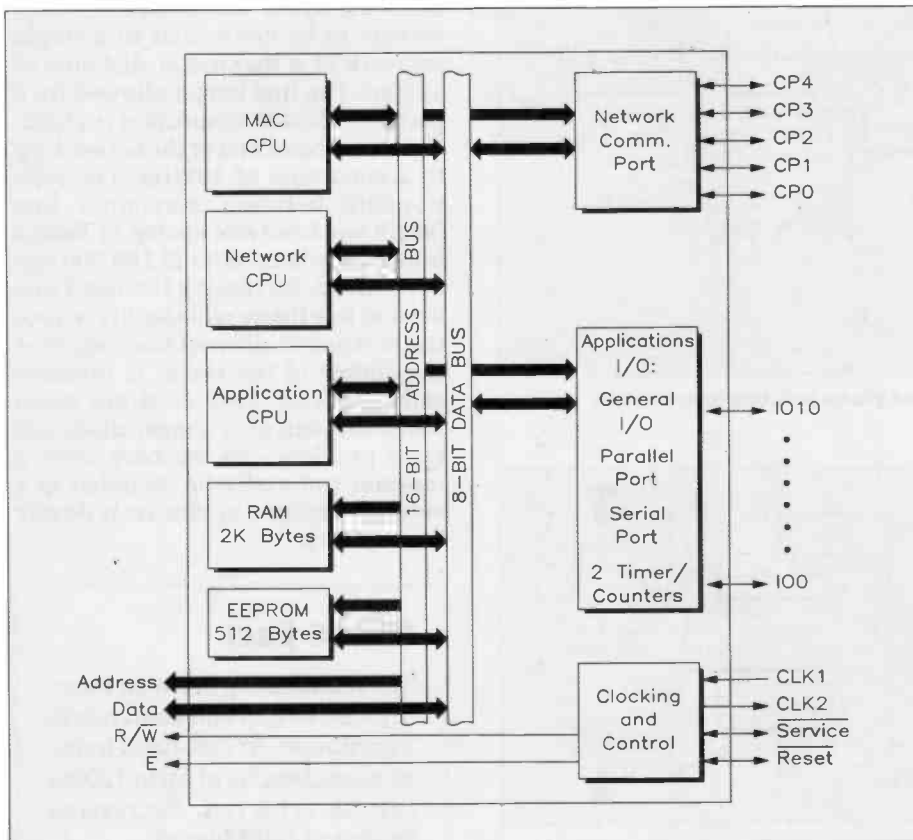 MAC
CPU
Network
CPU
Application
CPU
RAM
2K Bytes
EEPROM
512 Bytes
Address
Data
R/W
E
16-BIT ADDRESS BUS
8-BIT DATA BUS
Network
Comm.
Port
CP4
CP3
CP2
CP1
CP0
Applications
I/O:
General
I/O
Parallel
Port
Serial
Port
2 Timer/
Counters
IO10
IO0
Clocking
and
Control
CLK1
CLK2
Service
Reset